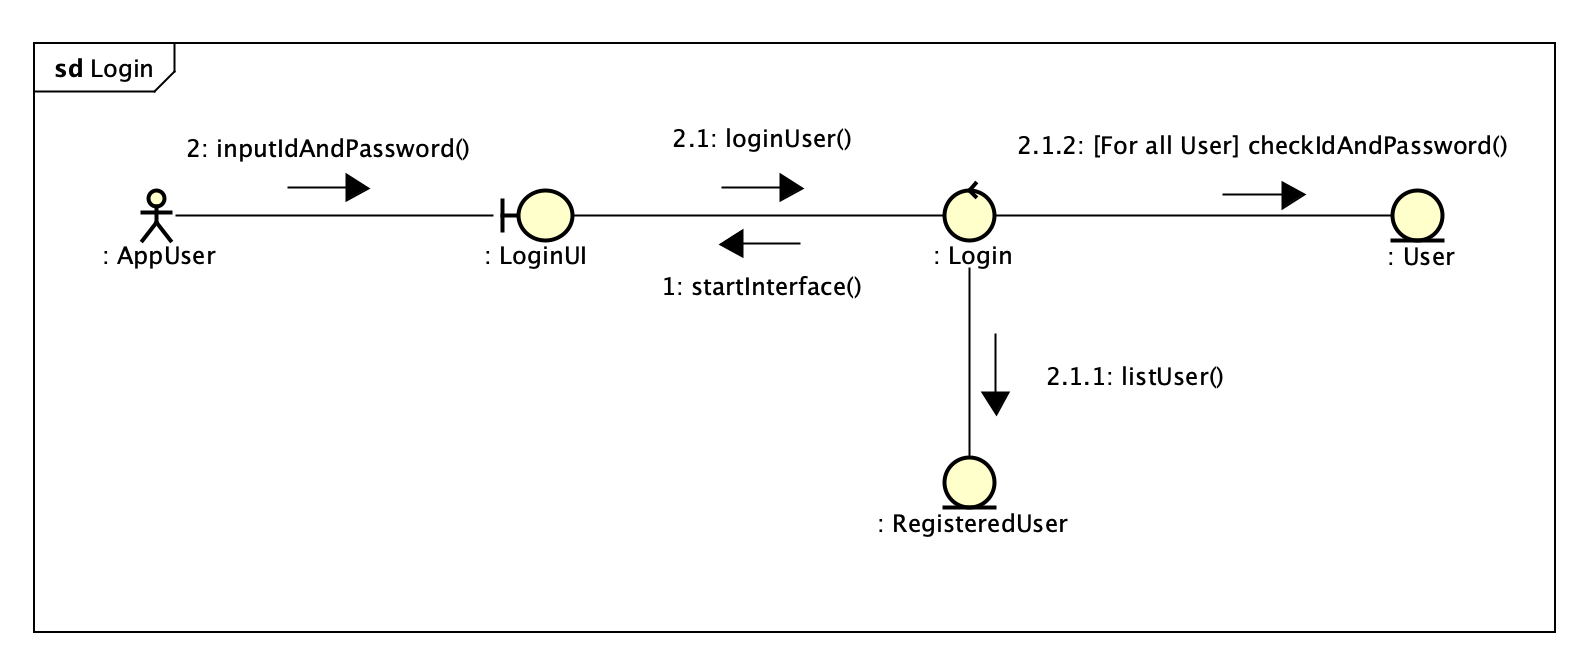 sd Login
2: inputIdAndPassword()
2.1: loginUser()
2.1.2: [For all User] checkIdAndPassword()
: AppUser
: LoginUI
: Login
: User
1: startInterface()
2.1.1: listUser()
: RegisteredUser